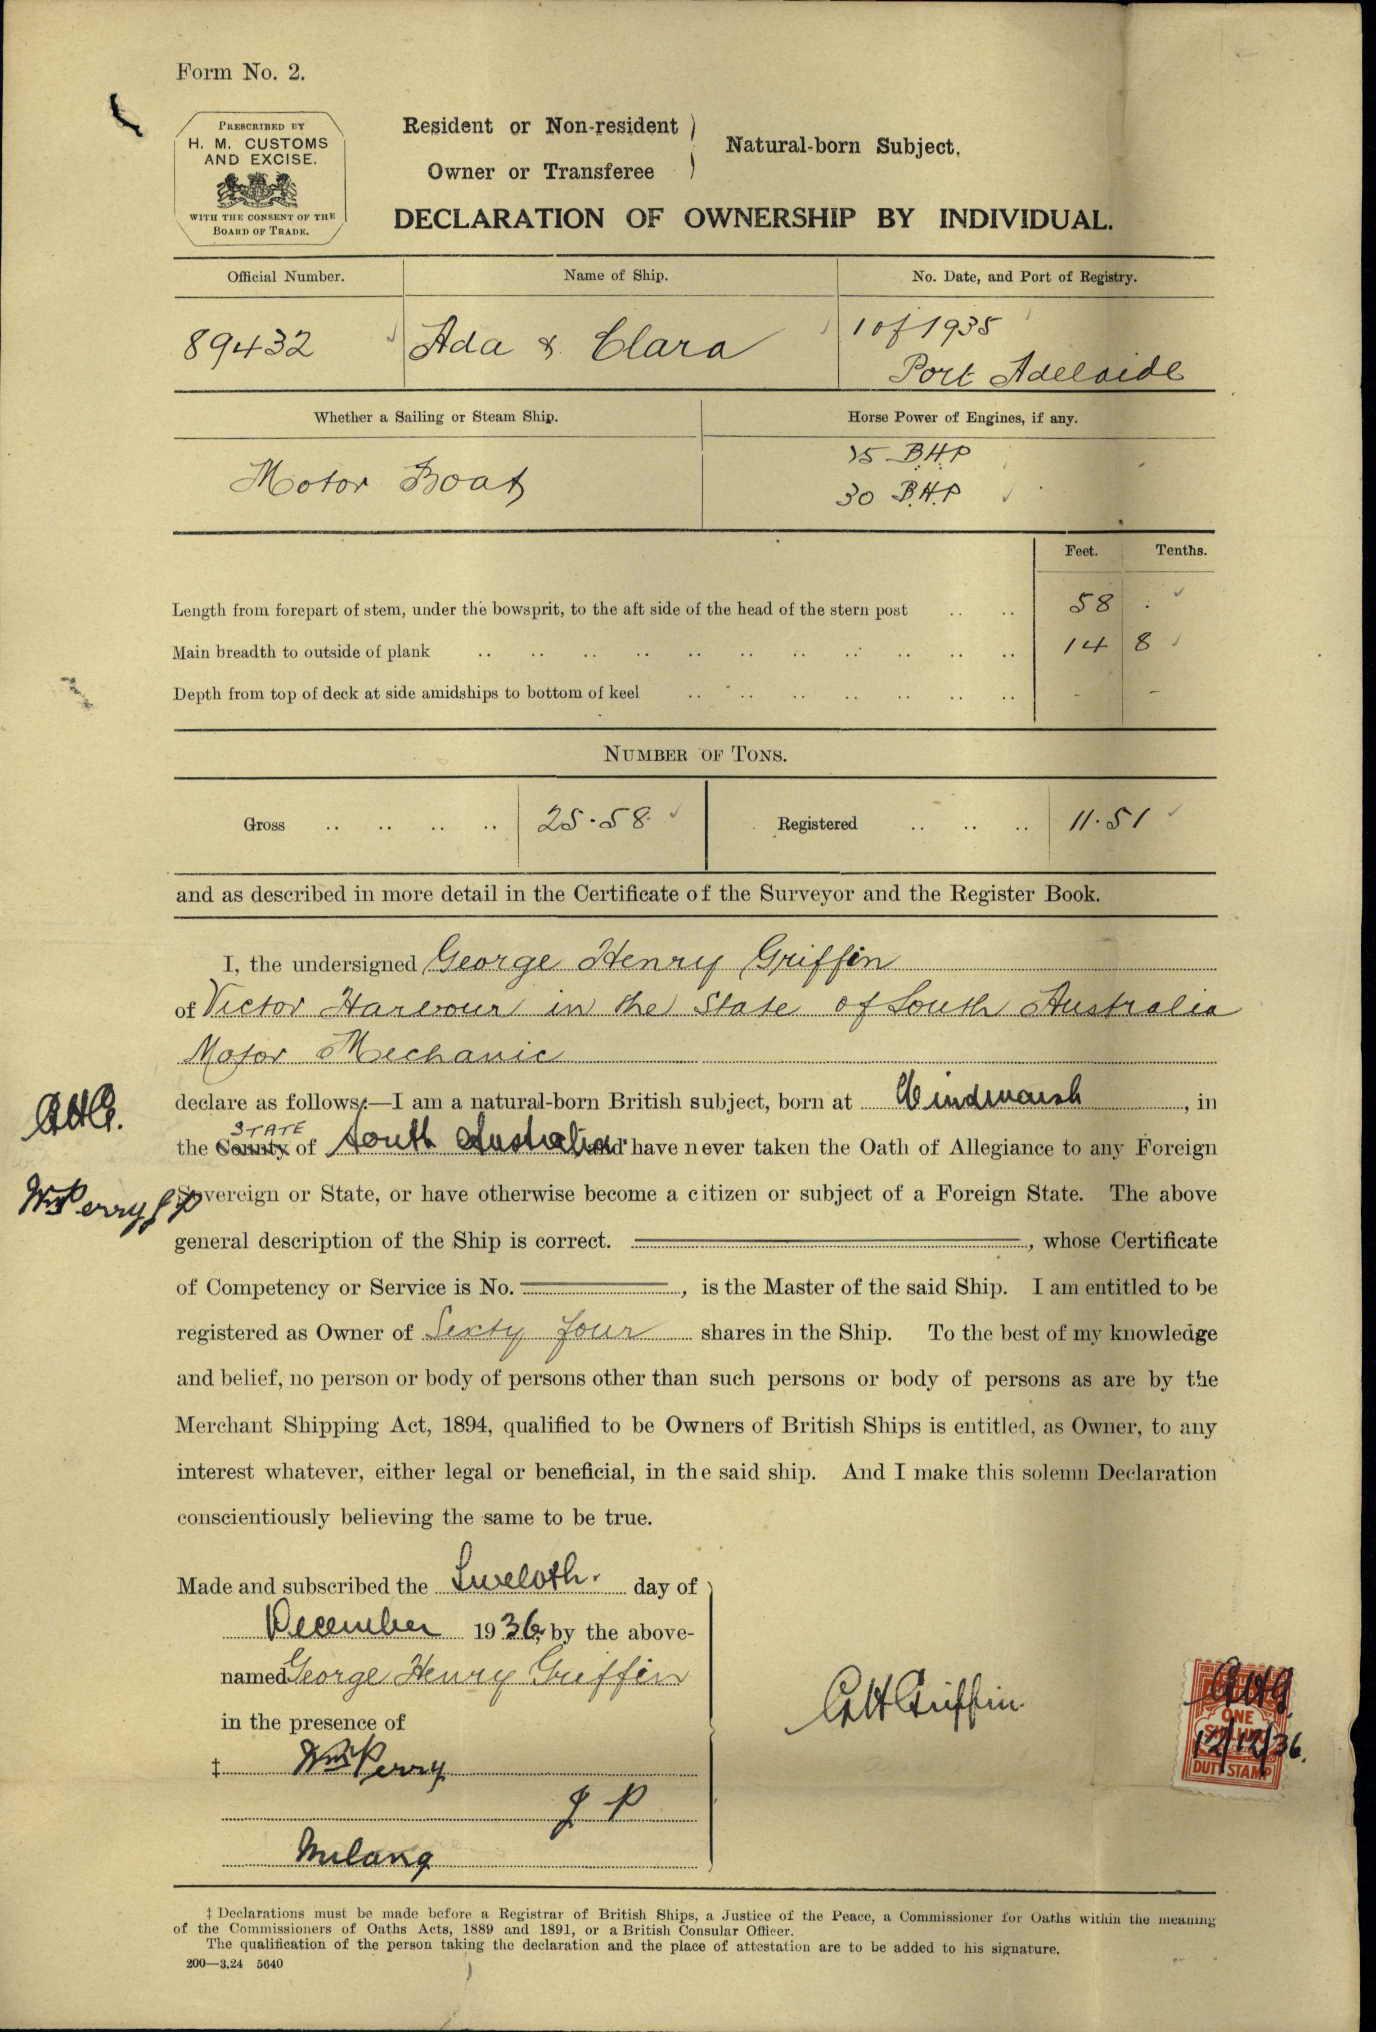 Form No. 2.
PRESCRIBED BY
H. M. CUSTOMS
AND EXCISE.
WITH THE CONSENT OF THE
BOARD OF TRADE.
Resident or Non-resident
Owner or Transferee
Natural-born Subject.
DECLARATION OF OWNERSHIP BY INDIVIDUAL.
Official Number. Name of Ship. No. Date, and Port of Registry.
89432 Ada & Clara 1 of 1935
Port Adelaide
Whether a Sailing or Steam Ship. Horse Power of Engines, if any.
Motor Boat 15 B.H.P
30 B.H.P
Feet. Tenths.
Length from forepart of stem, under the bowsprit, to the aft side of the head of the stern post .. .. 58 .
Main breadth to outside of plank .. .. .. .. .. .. .. .. .. .. .. 14 8
Depth from top of deck at side amidships to bottom of keel .. .. .. .. .. .. .. - -
NUMBER OF TONS.
Gross .. .. .. .. 25.58 Registered .. .. .. 11.51
and as described in more detail in the Certificate of the Surveyor and the Register Book.
I, the undersigned George Henry Griffin
of Victor Harbour in the State of South Australia
Motor Mechanic
declare as follows:—I am a natural-born British subject, born at Hindmarsh, in
G.H.G.
STATE
the County of South Australia and have never taken the Oath of Allegiance to any Foreign
Wm Perry J P
Sovereign or State, or have otherwise become a citizen or subject of a Foreign State. The above
general description of the Ship is correct. , whose Certificate
of Competency or Service is No. , is the Master of the said Ship. I am entitled to be
registered as Owner of Sixty four shares in the Ship. To the best of my knowledge
and belief, no person or body of persons other than such persons or body of persons as are by the
Merchant Shipping Act, 1894, qualified to be Owners of British Ships is entitled, as Owner, to any
interest whatever, either legal or beneficial, in the said ship. And I make this solemn Declaration
conscientiously believing the same to be true.
Made and subscribed the Twelvth. day of
December 1936, by the above-
named George Henry Griffin
in the presence of
‡ Wm Perry
J P
Milang
G H Griffin
G.H.G.
ONE
SHILLING
12/12/36.
DUTY STAMP
‡ Declarations must be made before a Registrar of British Ships, a Justice of the Peace, a Commissioner for Oaths within the meaning
of the Commissioners of Oaths Acts, 1889 and 1891, or a British Consular Officer.
The qualification of the person taking the declaration and the place of attestation are to be added to his signature.
200—3.24 5640